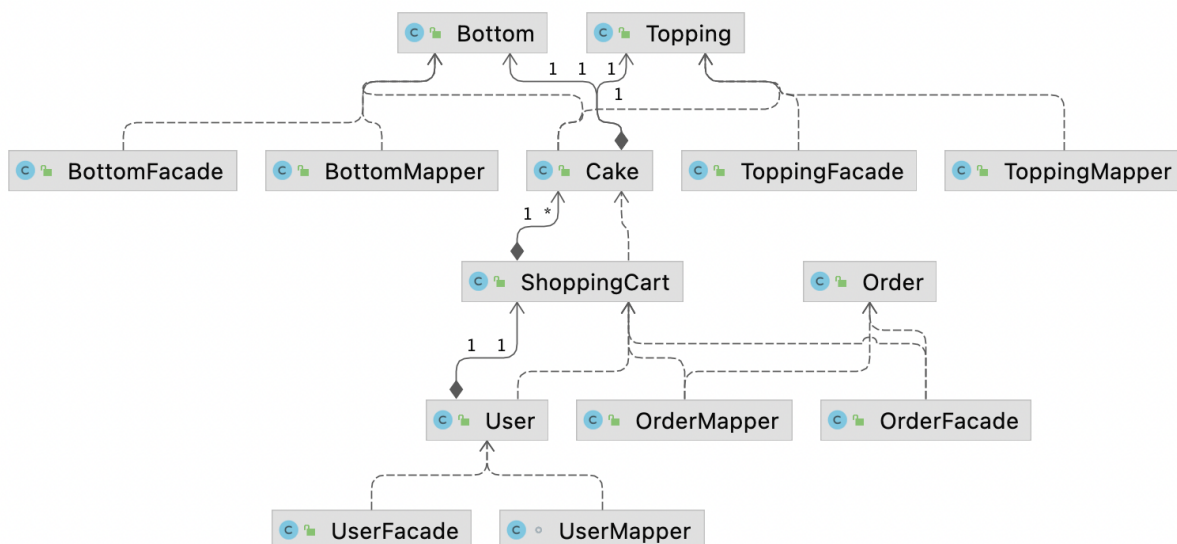 C Bottom
C Topping
1 1 1
1
C BottomFacade
C BottomMapper
C Cake
C ToppingFacade
C ToppingMapper
1 *
C ShoppingCart
C Order
1 1
C User
C OrderMapper
C OrderFacade
C UserFacade
C UserMapper